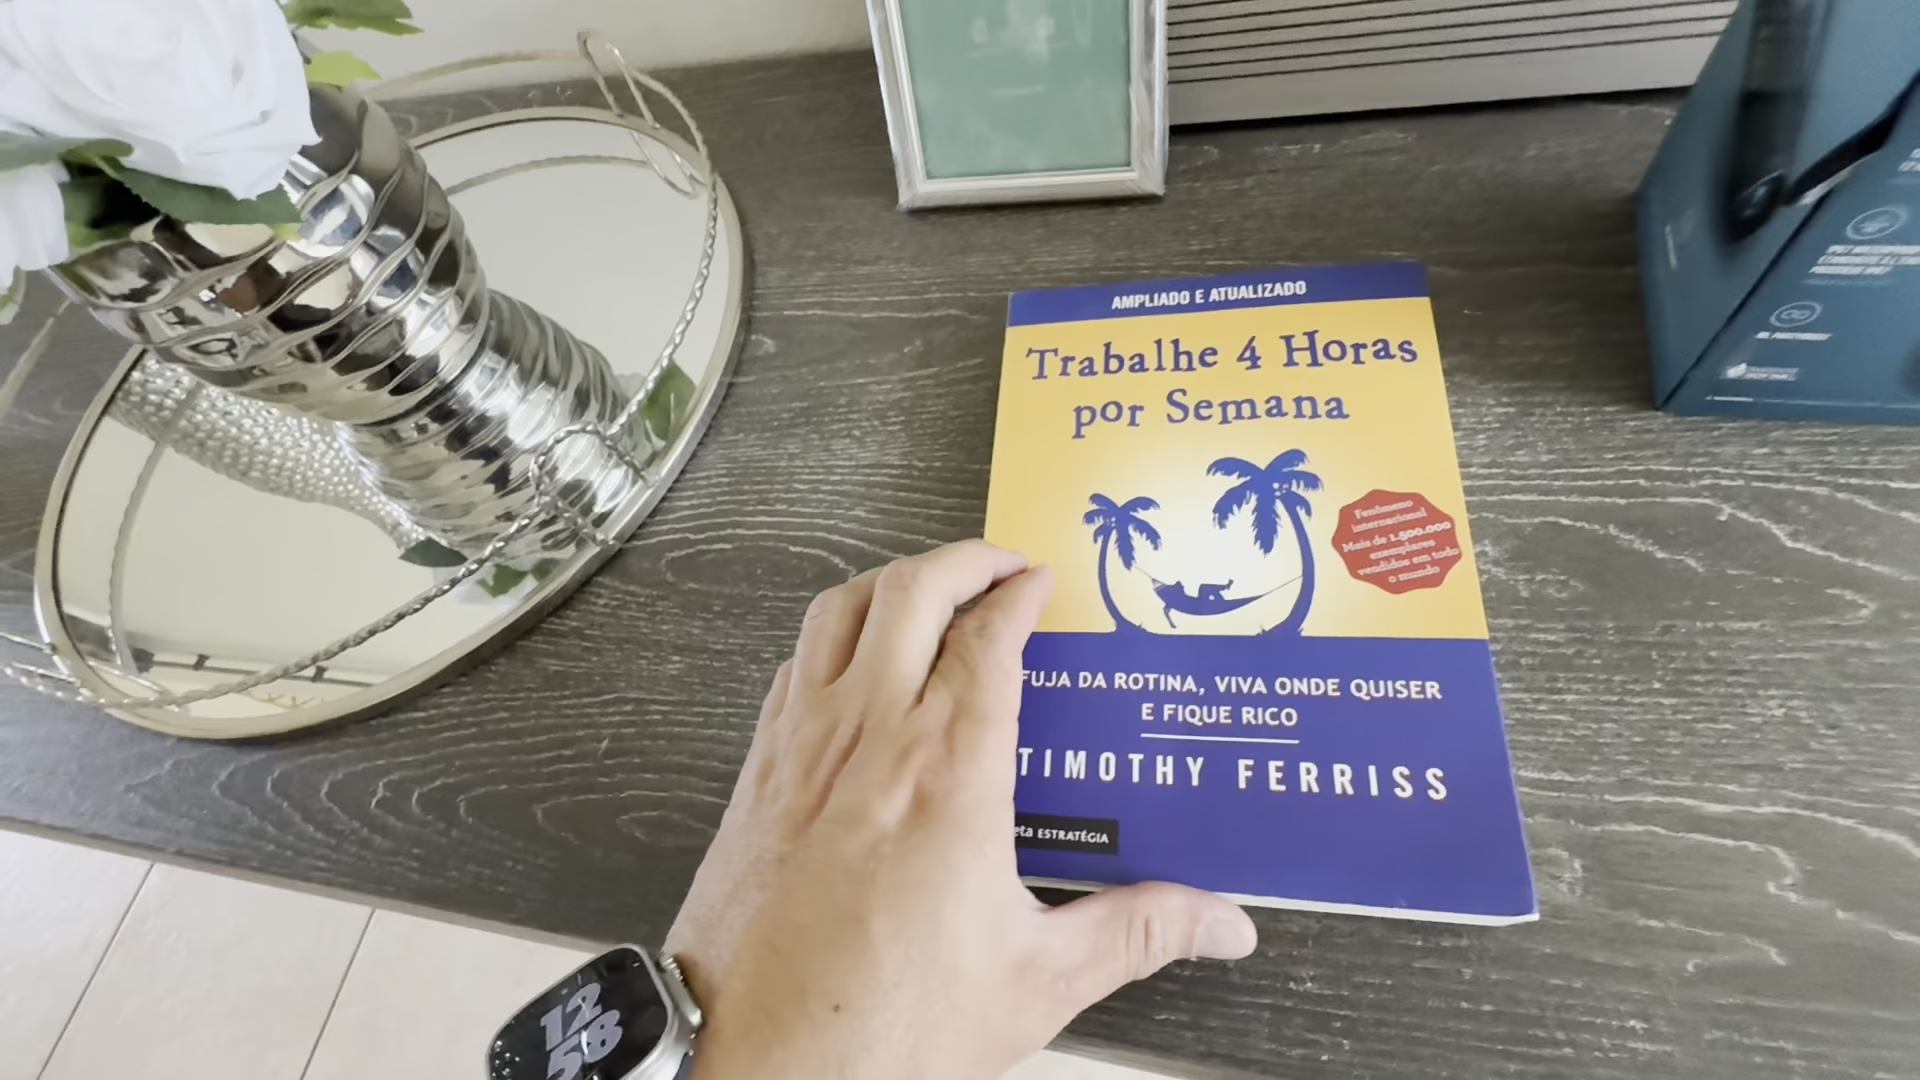 AMPLIADO E ATUALIZADO
Trabalhe 4 Horas
por Semana
Fenômeno
internacional
Mais de 1.500.000
exemplares
vendidos em todo
o mundo
FUJA DA ROTINA, VIVA ONDE QUISER
E FIQUE RICO
TIMOTHY FERRISS
eta ESTRATÉGIA
12
58